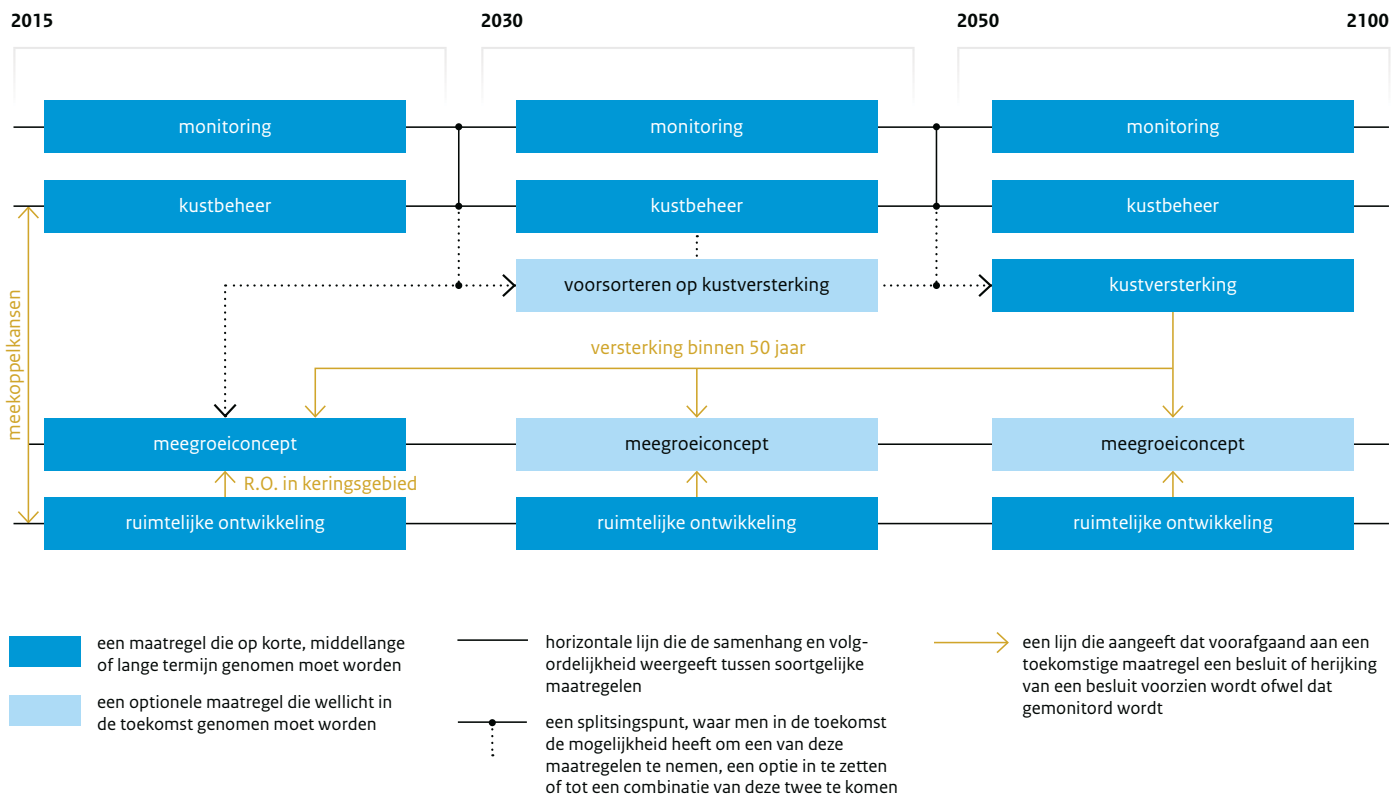 2015
2030
2050
2100
monitoring
monitoring
monitoring
kustbeheer
kustbeheer
kustbeheer
voorsorteren op kustversterking
kustversterking
meekoppelkansen
versterking binnen 50 jaar
meegroeiconcept
meegroeiconcept
meegroeiconcept
R.O. in keringsgebied
ruimtelijke ontwikkeling
ruimtelijke ontwikkeling
ruimtelijke ontwikkeling
een maatregel die op korte, middellange
of lange termijn genomen moet worden
een optionele maatregel die wellicht in
de toekomst genomen moet worden
horizontale lijn die de samenhang en volg-
ordelijkheid weergeeft tussen soortgelijke
maatregelen
een splitsingspunt, waar men in de toekomst
de mogelijkheid heeft om een van deze
maatregelen te nemen, een optie in te zetten
of tot een combinatie van deze twee te komen
een lijn die aangeeft dat voorafgaand aan een
toekomstige maatregel een besluit of herijking
van een besluit voorzien wordt ofwel dat
gemonitord wordt